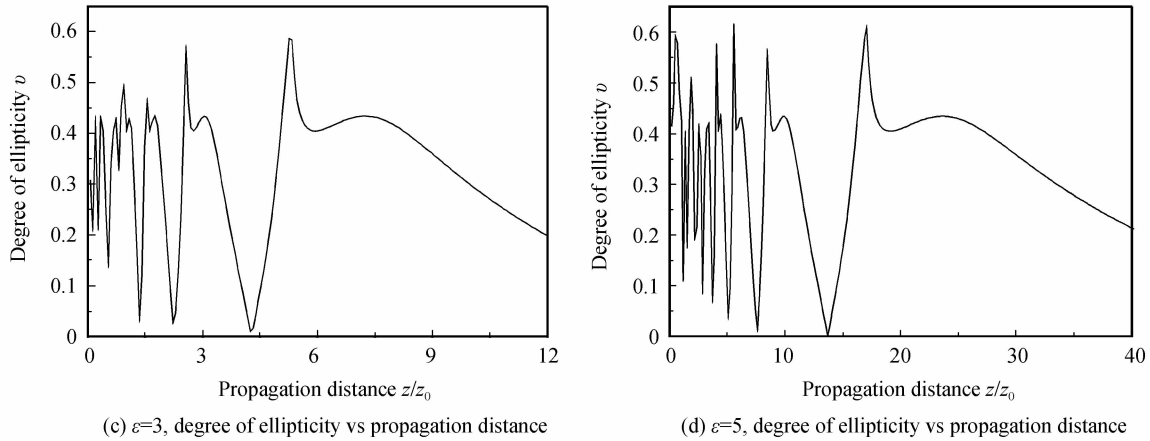 0.6
0.5
0.4
0.3
0.2
0.1
0
Degree of ellipticity υ
0 3 6 9 12
Propagation distance z/z₀
(c) ε=3, degree of ellipticity vs propagation distance
0.6
0.5
0.4
0.3
0.2
0.1
0
Degree of ellipticity υ
0 10 20 30 40
Propagation distance z/z₀
(d) ε=5, degree of ellipticity vs propagation distance